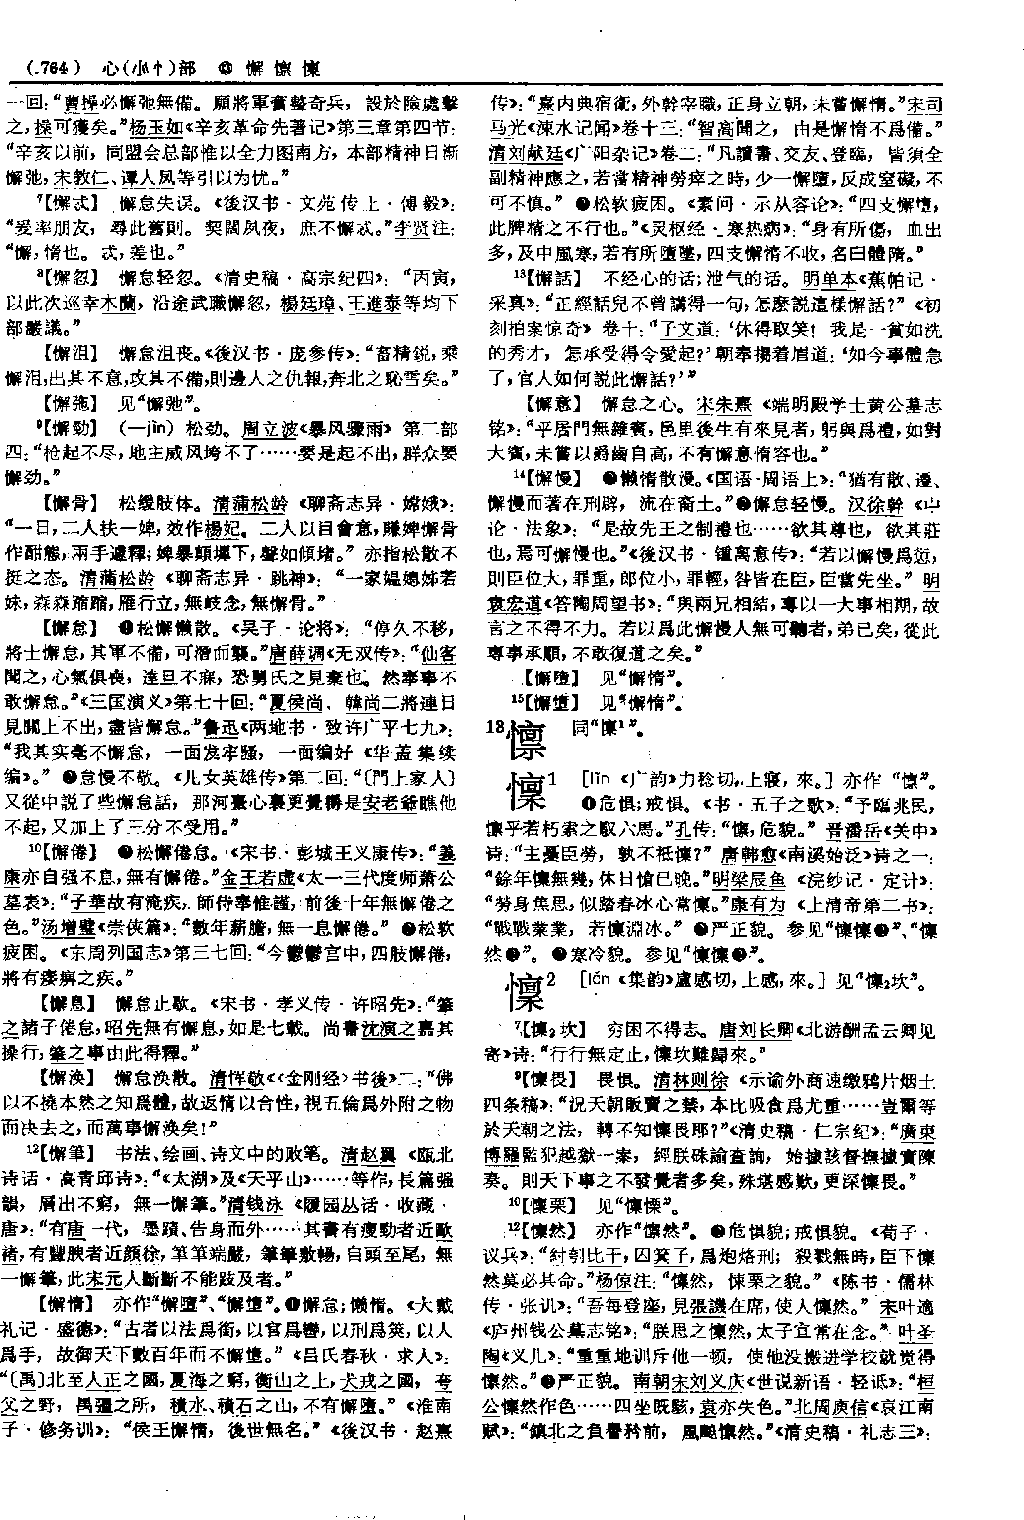 (764) 心(小忄)部 ⑬ 懈懔懍
一回：“曹操必懈弛無備。願將軍奮整奇兵，設於險處擊
之，操可獲矣。”杨玉如《辛亥革命先著记》第三章第四节：
“辛亥以前，同盟会总部惟以全力图南方，本部精神日渐
懈弛，宋教仁、谭人凤等引以为忧。”
7【懈忒】 懈怠失误。《後汉书·文苑传上·傅毅》：
“爰率朋友，尋此舊則。契闊夙夜，庶不懈忒。”李贤注：
“懈，惰也。忒，差也。”
8【懈忽】 懈怠轻忽。《清史稿·高宗纪四》：“丙寅，
以此次巡幸木蘭，沿途武職懈忽，楊廷璋、王進泰等均下
部嚴議。”
【懈沮】 懈怠沮丧。《後汉书·庞参传》：“畜精鋭，乘
懈沮，出其不意，攻其不備，則邊人之仇報，奔北之恥雪矣。”
【懈㢮】 见“懈弛”。
9【懈勁】 (—jìn) 松劲。周立波《暴风骤雨》第二部
四：“枪起不尽，地主威风垮不了……要是起不出，群众要
懈劲。”
【懈骨】 松缓肢体。清蒲松龄《聊斋志异·嫦娥》：
“一日，二人扶一婢，效作楊妃。二人以目會意，賺婢懈骨
作酣態，兩手遽釋；婢暴顛墀下，聲如傾堵。”亦指松散不
挺之态。清蒲松龄《聊斋志异·跳神》：“一家媪媳姊若
妹，森森蹜蹜，雁行立，無岐念，無懈骨。”
【懈怠】 ❶松懈懒散。《吴子·论将》：“停久不移，
將士懈怠，其軍不備，可潛而襲。”唐薛调《无双传》：“仙客
聞之，心氣俱喪，達旦不寐，恐舅氏之見棄也。然奉事不
敢懈怠。”《三国演义》第七十回：“夏侯尚、韓尚二將連日
見關上不出，盡皆懈怠。”鲁迅《两地书·致许广平七九》：
“我其实毫不懈怠，一面发牢骚，一面编好《华盖集续
编》。”❷怠慢不敬。《儿女英雄传》第二回：“〔門上家人〕
又從中説了些懈怠話，那河臺心裏更覺得是安老爺瞧他
不起，又加上了三分不受用。”
10【懈倦】 ❶松懈倦怠。《宋书·彭城王义康传》：“義
康亦自强不息，無有懈倦。”金王若虚《太一三代度师萧公
墓表》：“子華故有淹疾，師侍奉惟謹，前後十年無懈倦之
色。”汤增璧《崇侠篇》：“數年薪膽，無一息懈倦。”❷松软
疲困。《东周列国志》第三七回：“今鬱鬱宫中，四肢懈倦，
將有痿痹之疾。”
【懈息】 懈怠止歇。《宋书·孝义传·许昭先》：“肇
之諸子倦怠，昭先無有懈息，如是七載。尚書沈演之嘉其
操行，肇之事由此得釋。”
【懈涣】 懈怠涣散。清恽敬《〈金刚经〉书後》二：“佛
以不撓本然之知爲體，故返情以合性，視五倫爲外附之物
而决去之，而萬事懈涣矣！”
12【懈筆】 书法、绘画、诗文中的败笔。清赵翼《瓯北
诗话·高青邱诗》：“《太湖》及《天平山》……等作，長篇强
韻，層出不窮，無一懈筆。”清钱泳《履园丛话·收藏·
唐》：“有唐一代，墨蹟、告身而外……其書有瘦勁者近歐
褚，有豐腴者近顔徐，筆筆端嚴，筆筆敷暢，自頭至尾，無
一懈筆，此宋元人斷斷不能跂及者。”
【懈惰】 亦作“懈墮”、“懈憜”。❶懈怠；懒惰。《大戴
礼记·盛德》：“古者以法爲銜，以官爲轡，以刑爲筴，以人
爲手，故御天下數百年而不懈憜。”《吕氏春秋·求人》：
“〔禹〕北至人正之國，夏海之窮，衡山之上，犬戎之國，夸
父之野，禺彊之所，積水、積石之山，不有懈墮。”《淮南
子·修务训》：“侯王懈惰，後世無名。”《後汉书·赵熹
传》：“熹内典宿衛，外幹宰職，正身立朝，未嘗懈惰。”宋司
马光《涑水记闻》卷十三：“智高聞之，由是懈惰不爲備。”
清刘献廷《广阳杂记》卷二：“凡讀書、交友、登臨，皆須全
副精神應之，若當精神勞瘁之時，少一懈墮，反成窒礙，不
可不慎。”❷松软疲困。《素问·示从容论》：“四支懈憜，
此脾精之不行也。”《灵枢经·寒热病》：“身有所傷，血出
多，及中風寒，若有所墮墜，四支懈惰不收，名曰體惰。”
13【懈話】 不经心的话；泄气的话。明单本《蕉帕记·
采真》：“正經話兒不曾講得一句，怎麽説這樣懈話？”《初
刻拍案惊奇》卷十：“子文道：‘休得取笑！我是一貧如洗
的秀才，怎承受得令愛起？’朝奉攢着眉道：‘如今事體急
了，官人如何説此懈話？’”
【懈意】 懈怠之心。宋朱熹《端明殿学士黄公墓志
铭》：“平居門無雜賓，邑里後生有來見者，躬與爲禮，如對
大賓，未嘗以爵齒自高，不有懈意惰容也。”
14【懈慢】 ❶懒惰散漫。《国语·周语上》：“猶有散、遷、
懈慢而著在刑辟，流在裔土。”❷懈怠轻慢。汉徐幹《中
论·法象》：“是故先王之制禮也……欲其尊也，欲其莊
也，焉可懈慢也。”《後汉书·锺离意传》：“若以懈慢爲愆，
則臣位大，罪重，郎位小，罪輕，咎皆在臣，臣當先坐。”明
袁宏道《答陶周望书》：“與兩兄相結，專以一大事相期，故
言之不得不力。若以爲此懈慢人無可聽者，弟已矣，從此
專事承順，不敢復道之矣。”
【懈墮】 见“懈惰”。
15【懈憜】 见“懈惰”。
13懔 同“懍1”。
懍1 [lǐn 《广韵》力稔切，上寢，來。] 亦作“懔”。
❶危惧；戒惧。《书·五子之歌》：“予臨兆民，
懍乎若朽索之馭六馬。”孔传：“懍，危貌。”晋潘岳《关中》
诗：“主憂臣勞，孰不祗懍？”唐韩愈《南溪始泛》诗之一：
“餘年懍無幾，休日愴已晚。”明梁辰鱼《浣纱记·定计》：
“勞身焦思，似踏春冰心常懍。”康有为《上清帝第二书》：
“戰戰業業，若懍淵冰。”❷严正貌。参见“懍懍❷”、“懍
然❷”。❸寒冷貌。参见“懍懍❸”。
懍2 [lǎn 《集韵》盧感切，上感，來。] 见“懍2坎”。
7【懍2坎】 穷困不得志。唐刘长卿《北游酬孟云卿见
寄》诗：“行行無定止，懍坎難歸來。”
9【懍畏】 畏惧。清林则徐《示谕外商速缴鸦片烟土
四条稿》：“況天朝販賣之禁，本比吸食爲尤重……豈爾等
於天朝之法，轉不知懍畏耶？”《清史稿·仁宗纪》：“廣東
博羅監犯越獄一案，經朕硃諭查詢，始據該督撫據實陳
奏。則天下事之不發覺者多矣，殊堪感歎，更深懍畏。”
10【懍栗】 见“懍慄”。
12【懍然】 亦作“懔然”。❶危惧貌；戒惧貌。《荀子·
议兵》：“紂刳比干，囚箕子，爲炮烙刑；殺戮無時，臣下懍
然莫必其命。”杨倞注：“懍然，悚栗之貌。”《陈书·儒林
传·张讥》：“吾每登座，見張譏在席，使人懍然。”宋叶適
《庐州钱公墓志铭》：“朕思之懍然，太子宜常在念。”叶圣
陶《义儿》：“重重地训斥他一顿，使他没搬进学校就觉得
懍然。”❷严正貌。南朝宋刘义庆《世说新语·轻诋》：“桓
公懍然作色……四坐既駭，袁亦失色。”北周庾信《哀江南
赋》：“鎮北之負譽矜前，風飈懍然。”《清史稿·礼志三》：